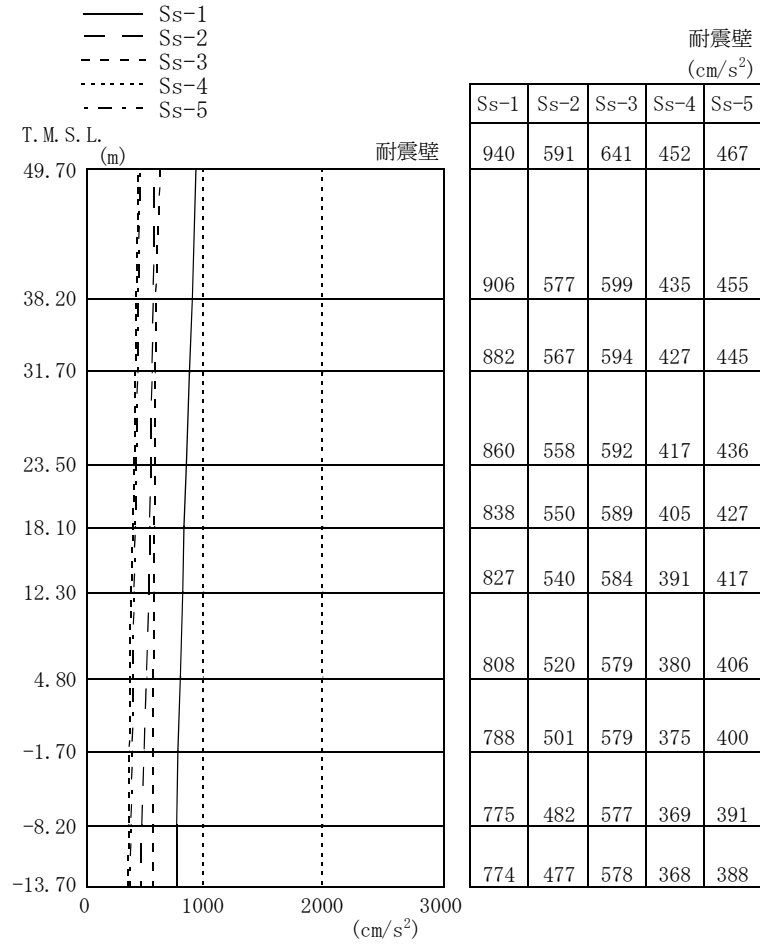 Ss-1
Ss-2
Ss-3
Ss-4
Ss-5
耐震壁
(cm/s²)
Ss-1 Ss-2 Ss-3 Ss-4 Ss-5
T.M.S.L.
(m)
耐震壁
940 591 641 452 467
49.70
906 577 599 435 455
38.20
882 567 594 427 445
31.70
860 558 592 417 436
23.50
838 550 589 405 427
18.10
827 540 584 391 417
12.30
808 520 579 380 406
4.80
788 501 579 375 400
-1.70
775 482 577 369 391
-8.20
774 477 578 368 388
-13.70
0 1000 2000 3000
(cm/s²)